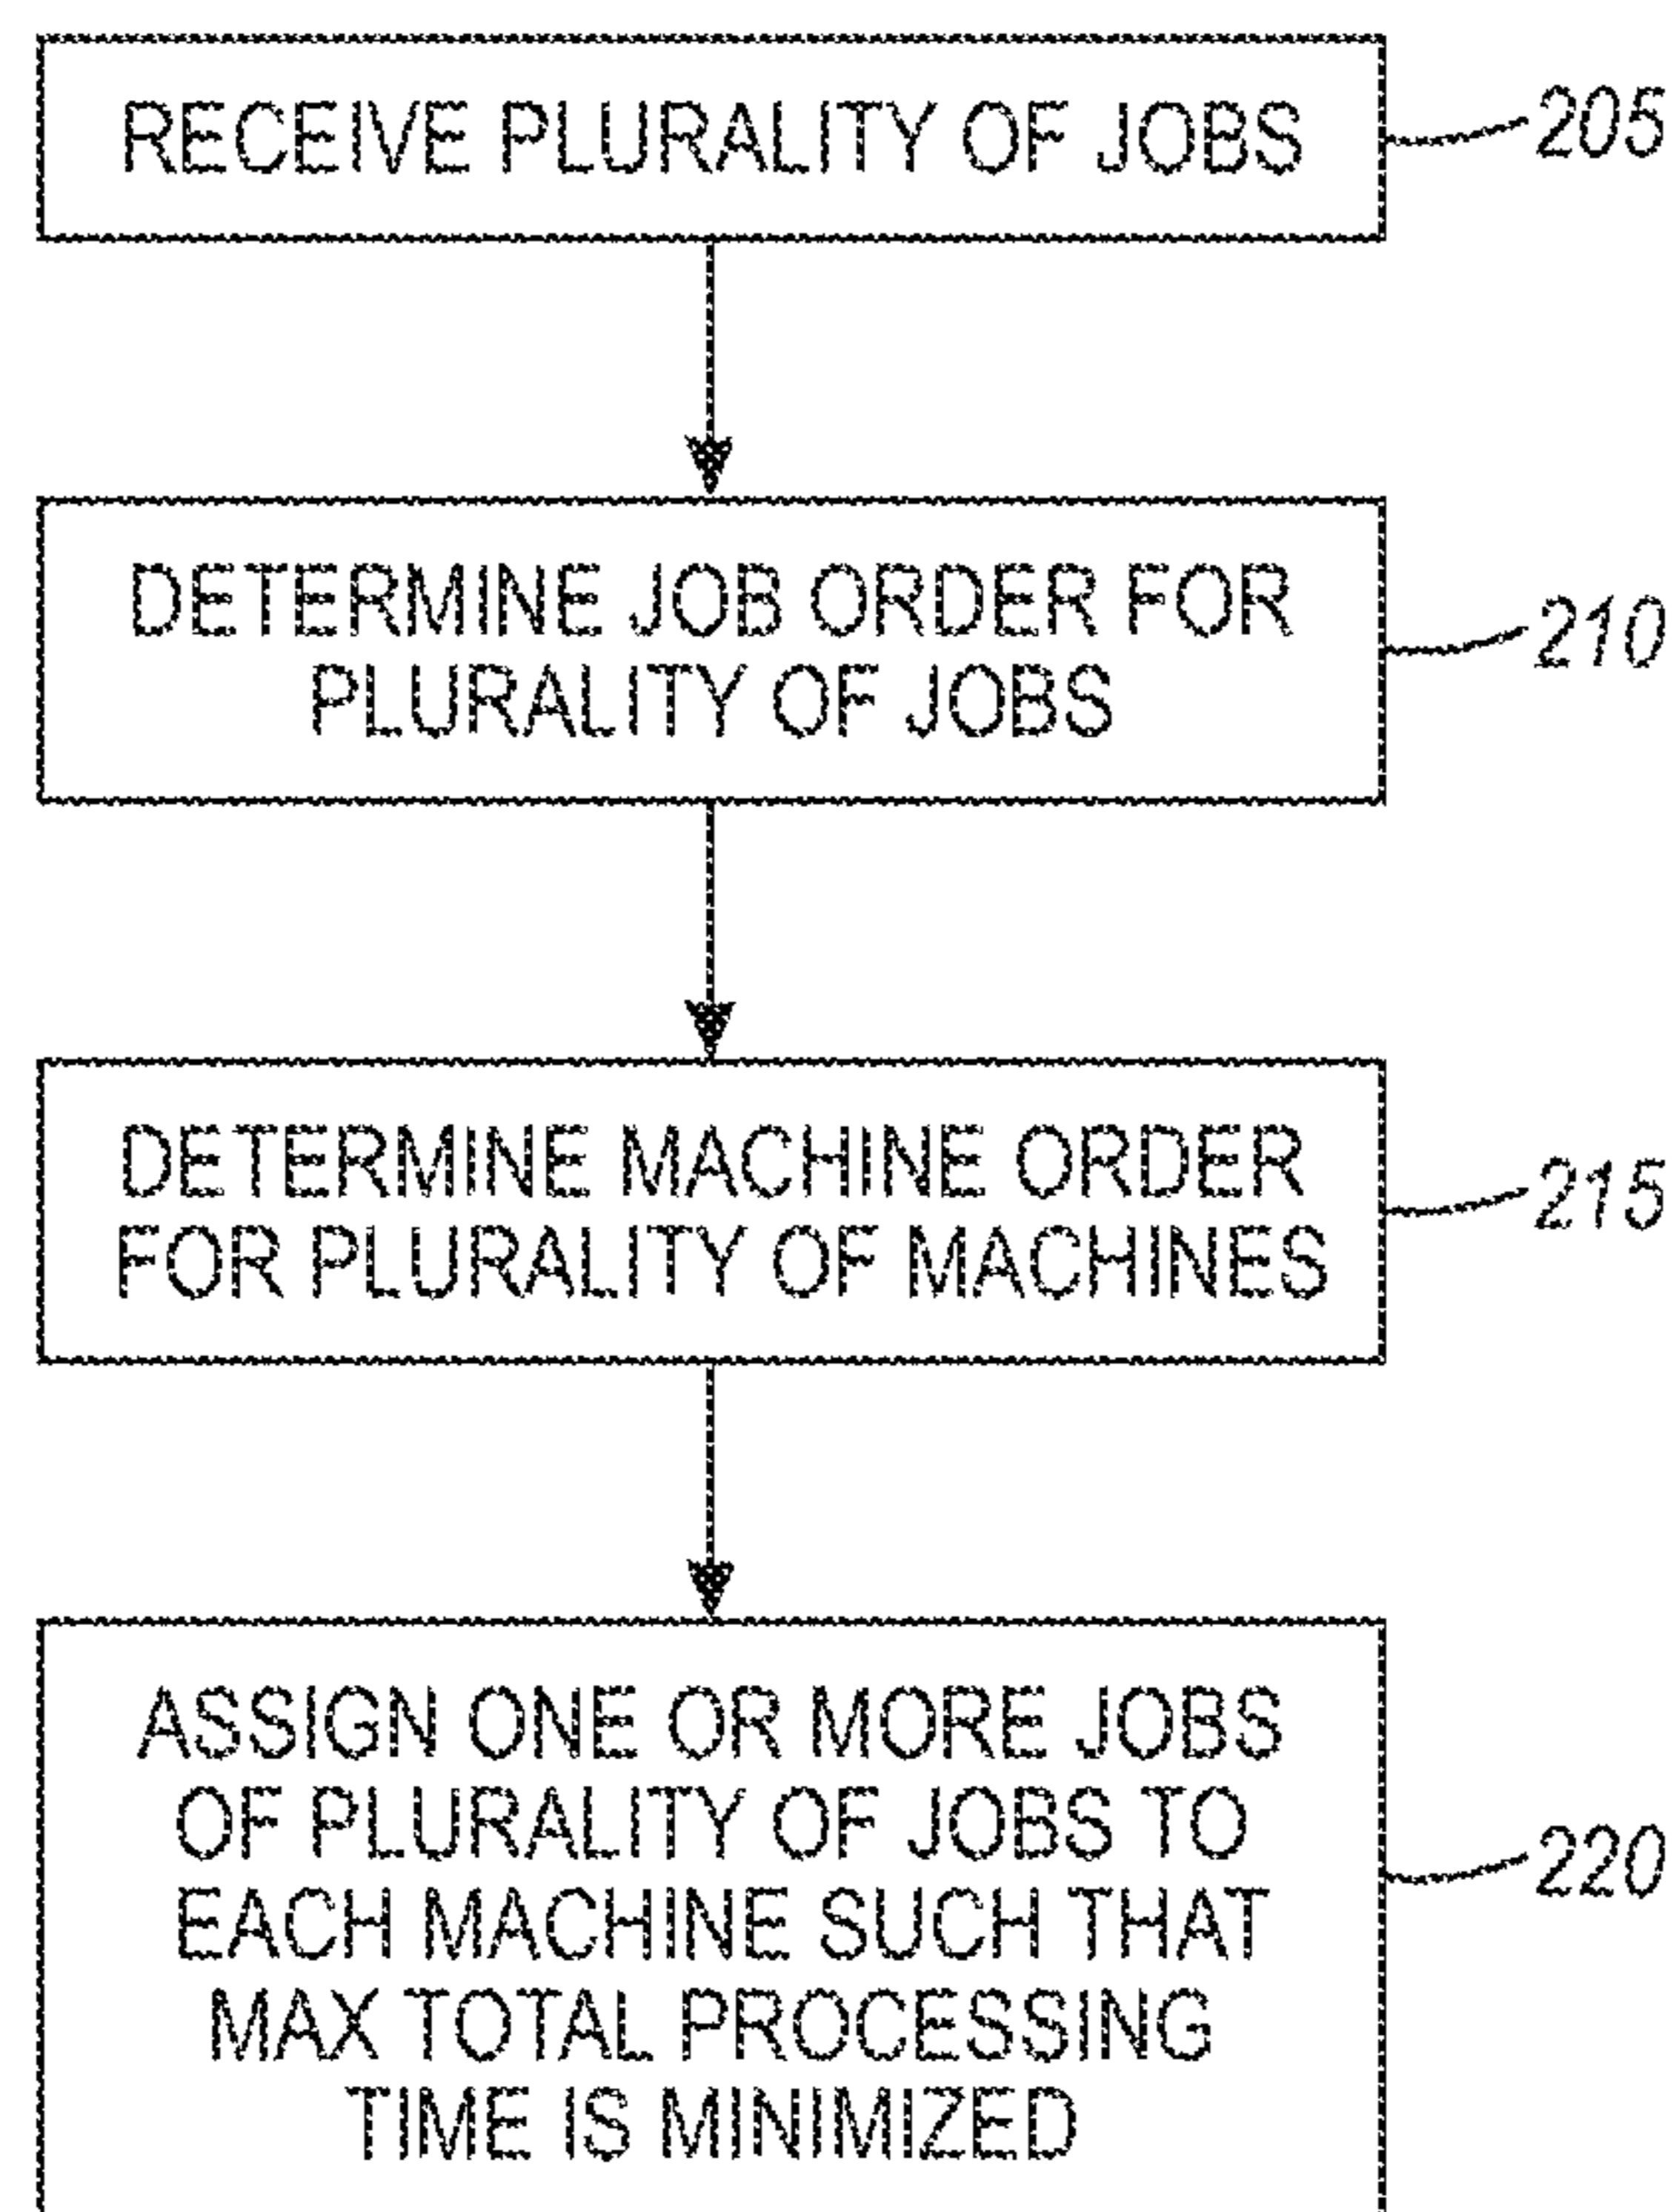 RECEIVE PLURALITY OF JOBS
205
DETERMINE JOB ORDER FOR
PLURALITY OF JOBS
210
DETERMINE MACHINE ORDER
FOR PLURALITY OF MACHINES
215
ASSIGN ONE OR MORE JOBS
OF PLURALITY OF JOBS TO
EACH MACHINE SUCH THAT
MAX TOTAL PROCESSING
TIME IS MINIMIZED
220